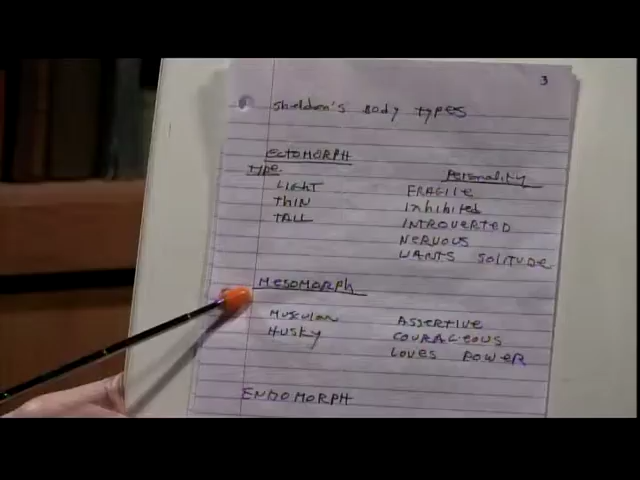 3
Sheldon's Body Types
ECTOMORPH
Type Personality
LIGHT FRAGILE
THIN Inhibited
TALL INTROVERTED
NERVOUS
WANTS SOLITUDE
MESOMORPh
MUSCULAR ASSERTIVE
HUSKY COURAGEOUS
LOVES POWER
ENDOMORPH